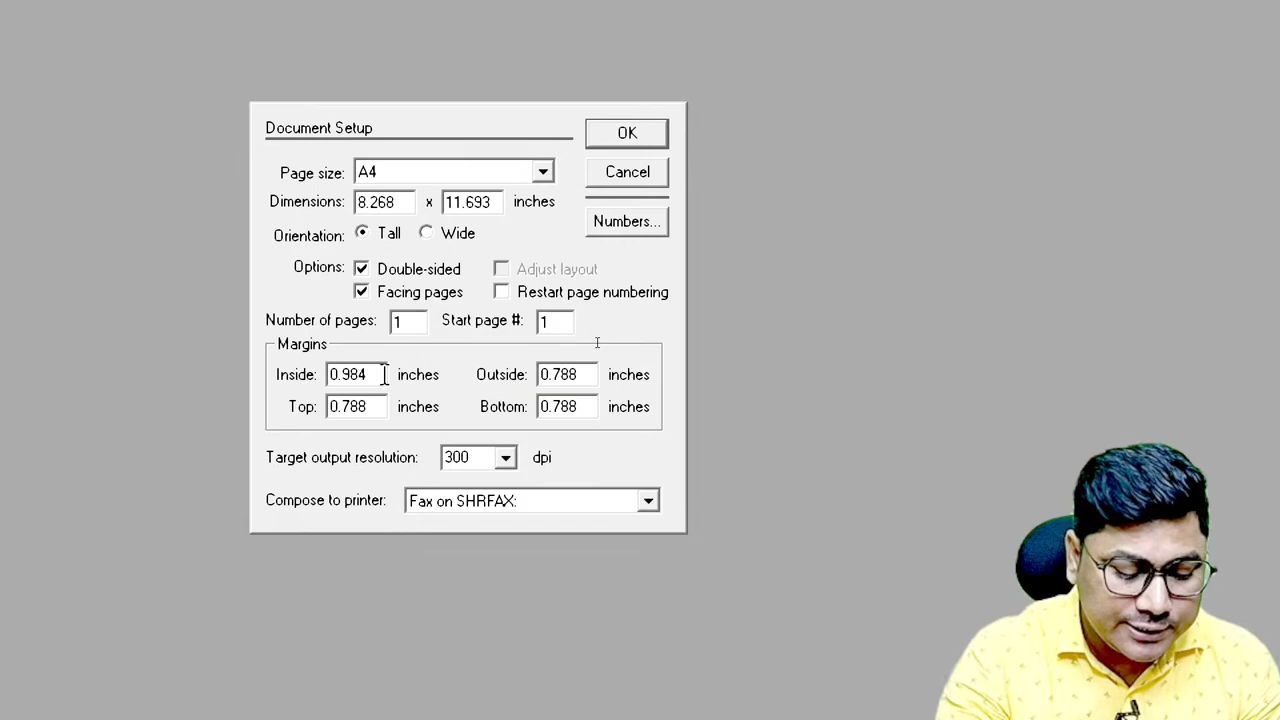 Document Setup
OK
Page size: A4
Cancel
Dimensions: 8.268 x 11.693 inches
Numbers...
Orientation: Tall Wide
Options: Double-sided Adjust layout
Facing pages Restart page numbering
Number of pages: 1 Start page #: 1
Margins
Inside: 0.984 inches Outside: 0.788 inches
Top: 0.788 inches Bottom: 0.788 inches
Target output resolution: 300 dpi
Compose to printer: Fax on SHRFAX: